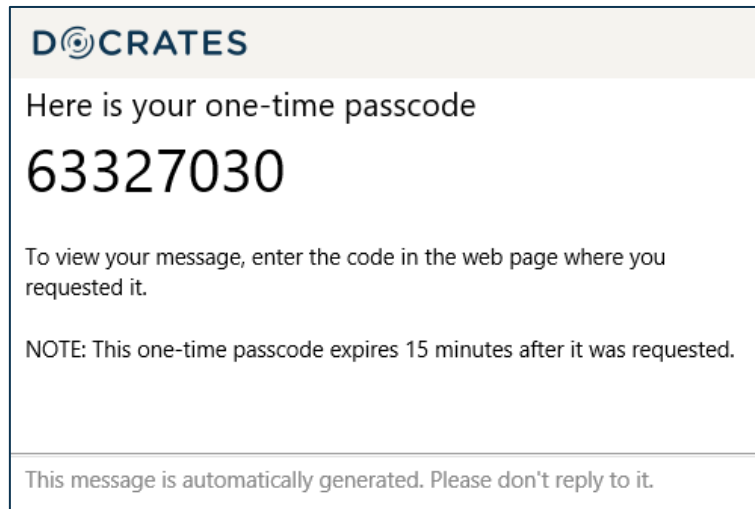 DOCRATES
Here is your one-time passcode
63327030
To view your message, enter the code in the web page where you
requested it.
NOTE: This one-time passcode expires 15 minutes after it was requested.
This message is automatically generated. Please don't reply to it.